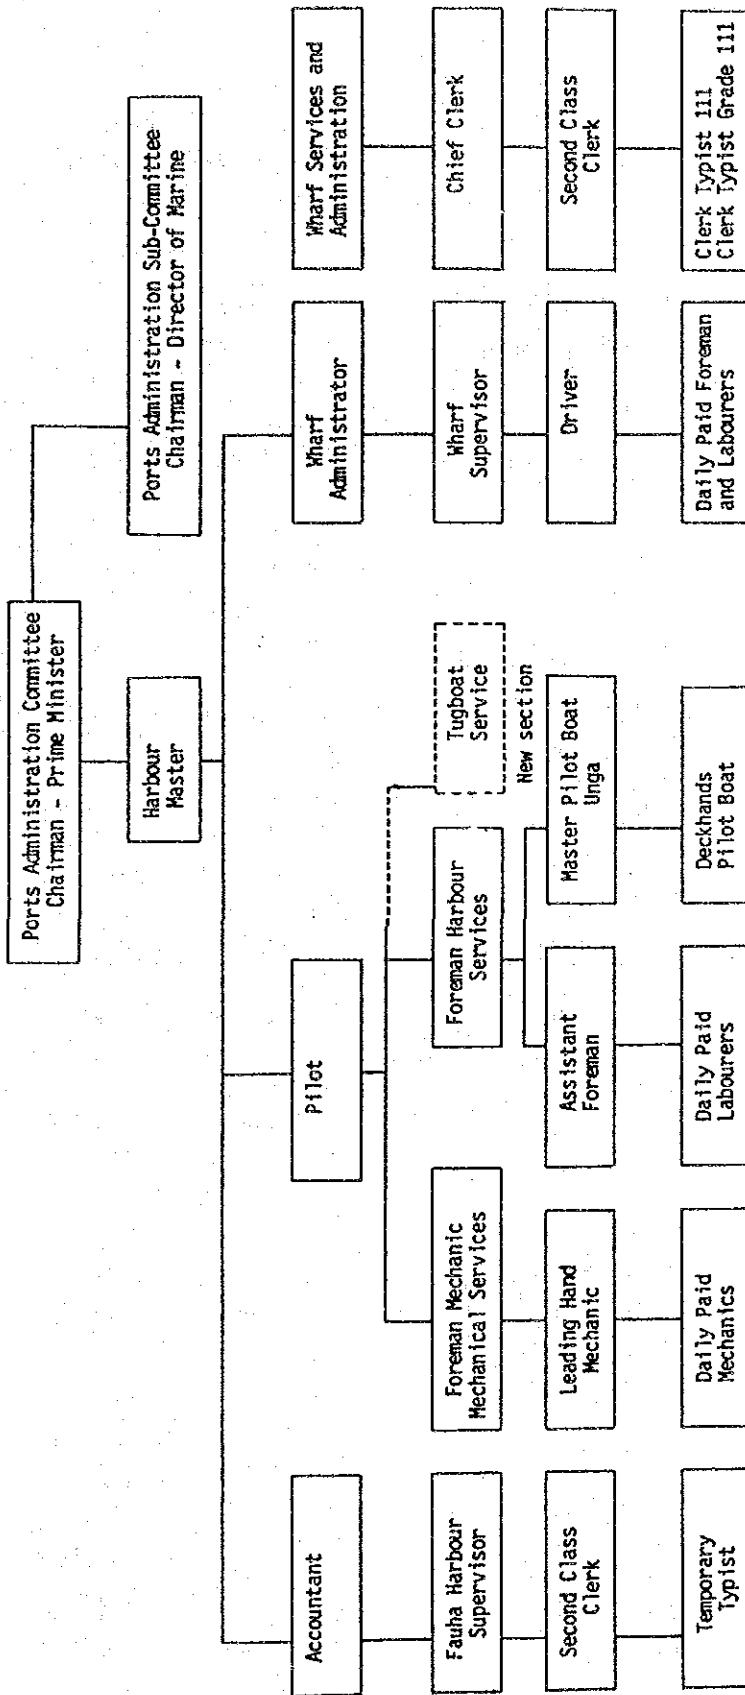 Ports Administration Committee
Chairman - Prime Minister
Ports Administration Sub-Committee
Chairman - Director of Marine
Harbour
Master
Accountant
Pilot
Wharf
Administrator
Wharf Services and
Administration
Fauha Harbour
Supervisor
Foreman Mechanic
Mechanical Services
Foreman Harbour
Services
Tugboat
Service
New section
Wharf
Supervisor
Chief Clerk
Second Class
Clerk
Leading Hand
Mechanic
Assistant
Foreman
Master Pilot Boat
Unga
Driver
Second Class
Clerk
Temporary
Typist
Daily Paid
Mechanics
Daily Paid
Labourers
Deckhands
Pilot Boat
Daily Paid Foreman
and Labourers
Clerk Typist 111
Clerk Typist Grade 111